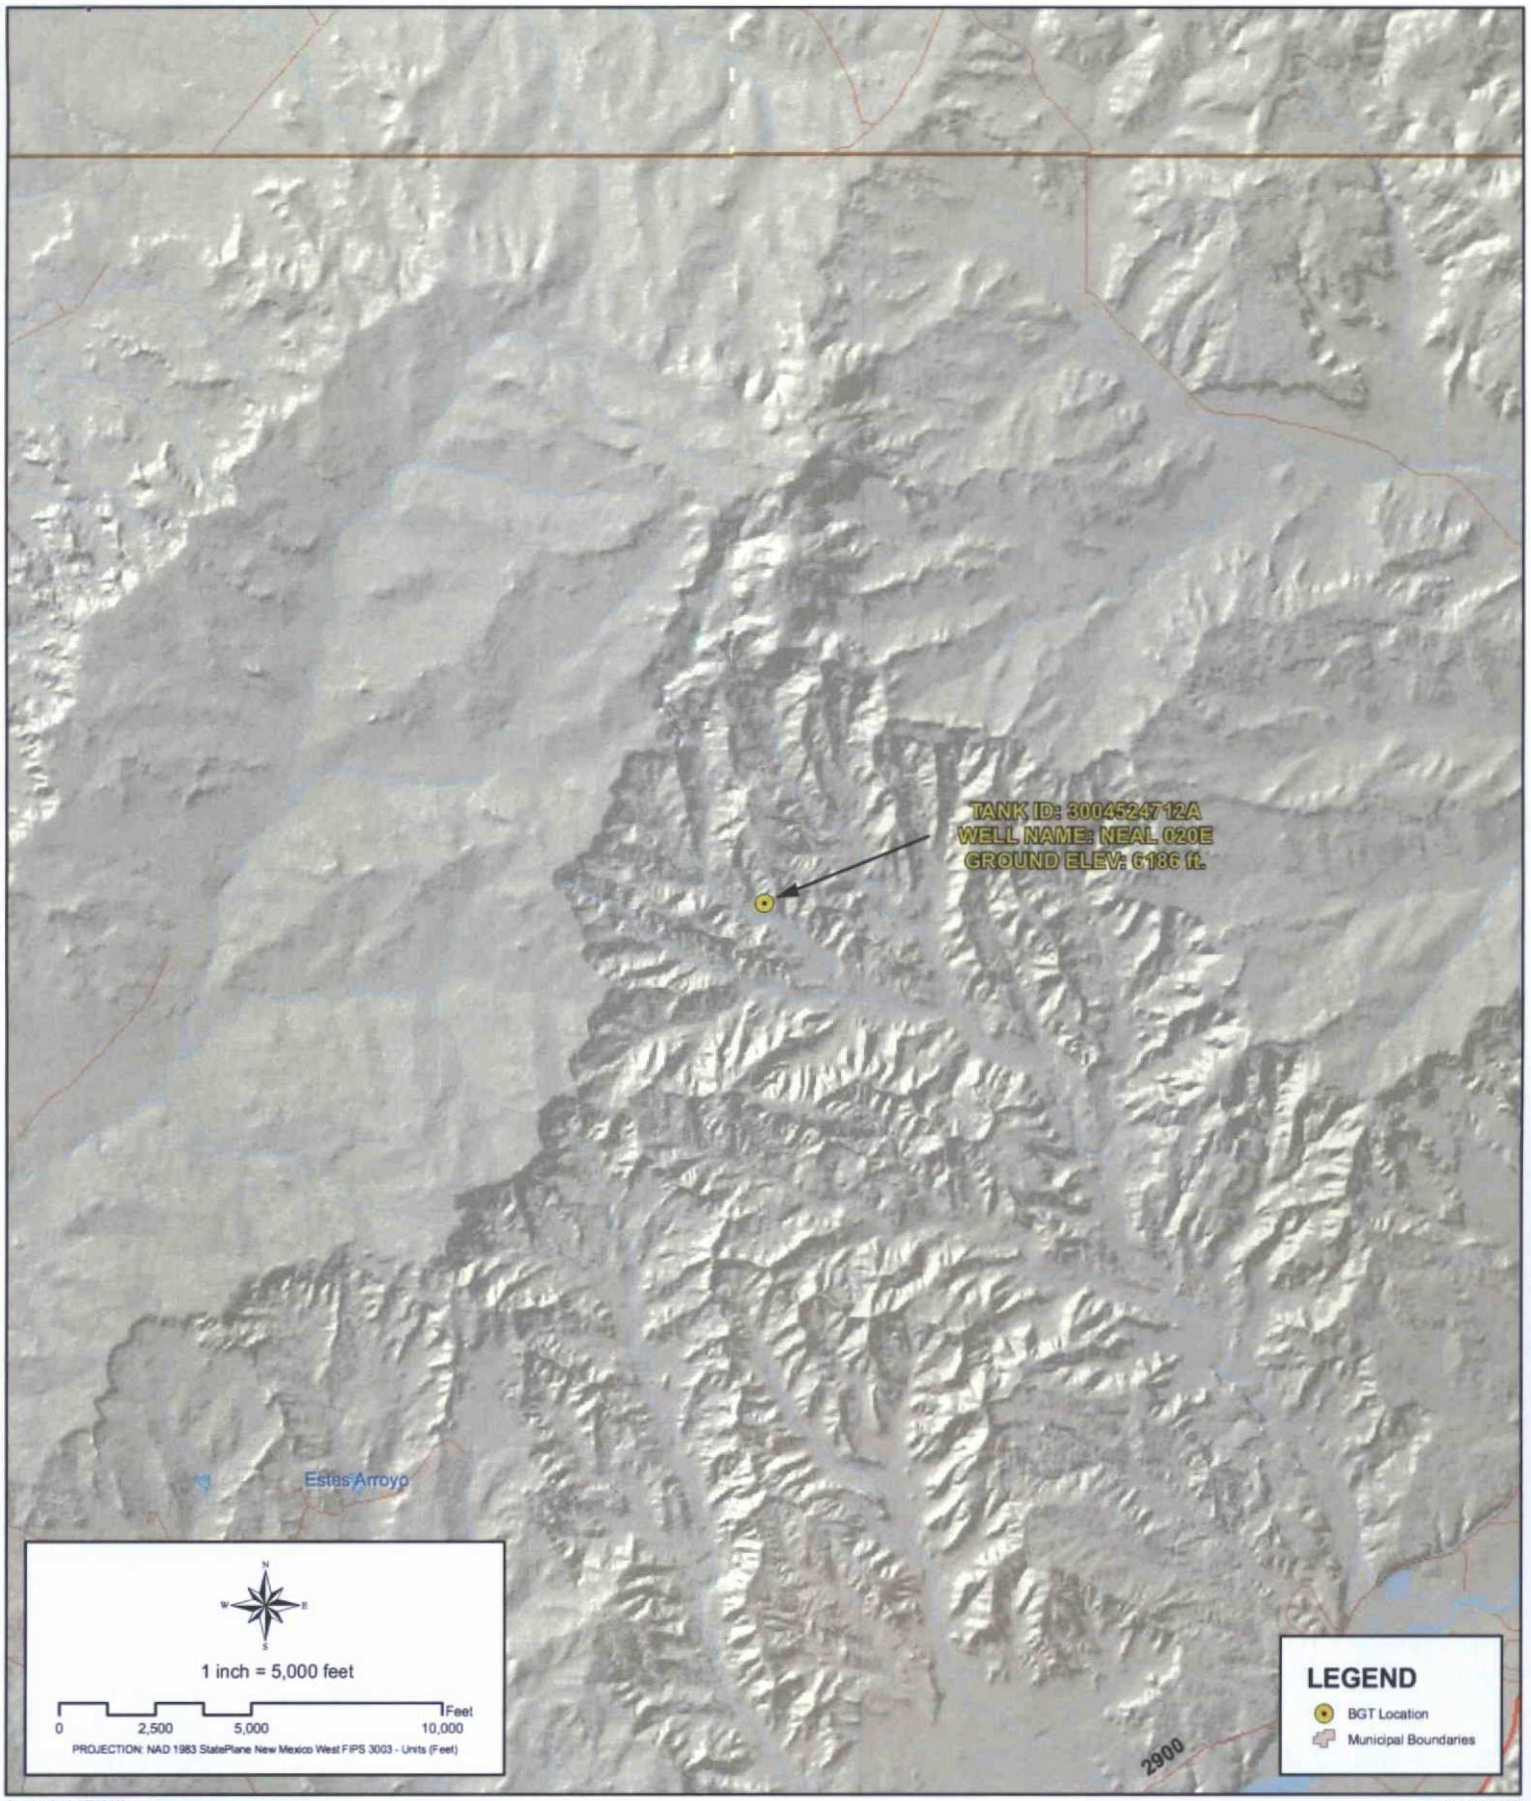 TANK ID: 3004524712A
WELL NAME: NEAL 020E
GROUND ELEV: 6186 ft.
Estes Arroyo
N
W E
S
1 inch = 5,000 feet
Feet
0 2,500 5,000 10,000
PROJECTION: NAD 1983 StatePlane New Mexico West FIPS 3003 - Units (Feet)
2900
LEGEND
BGT Location
Municipal Boundaries